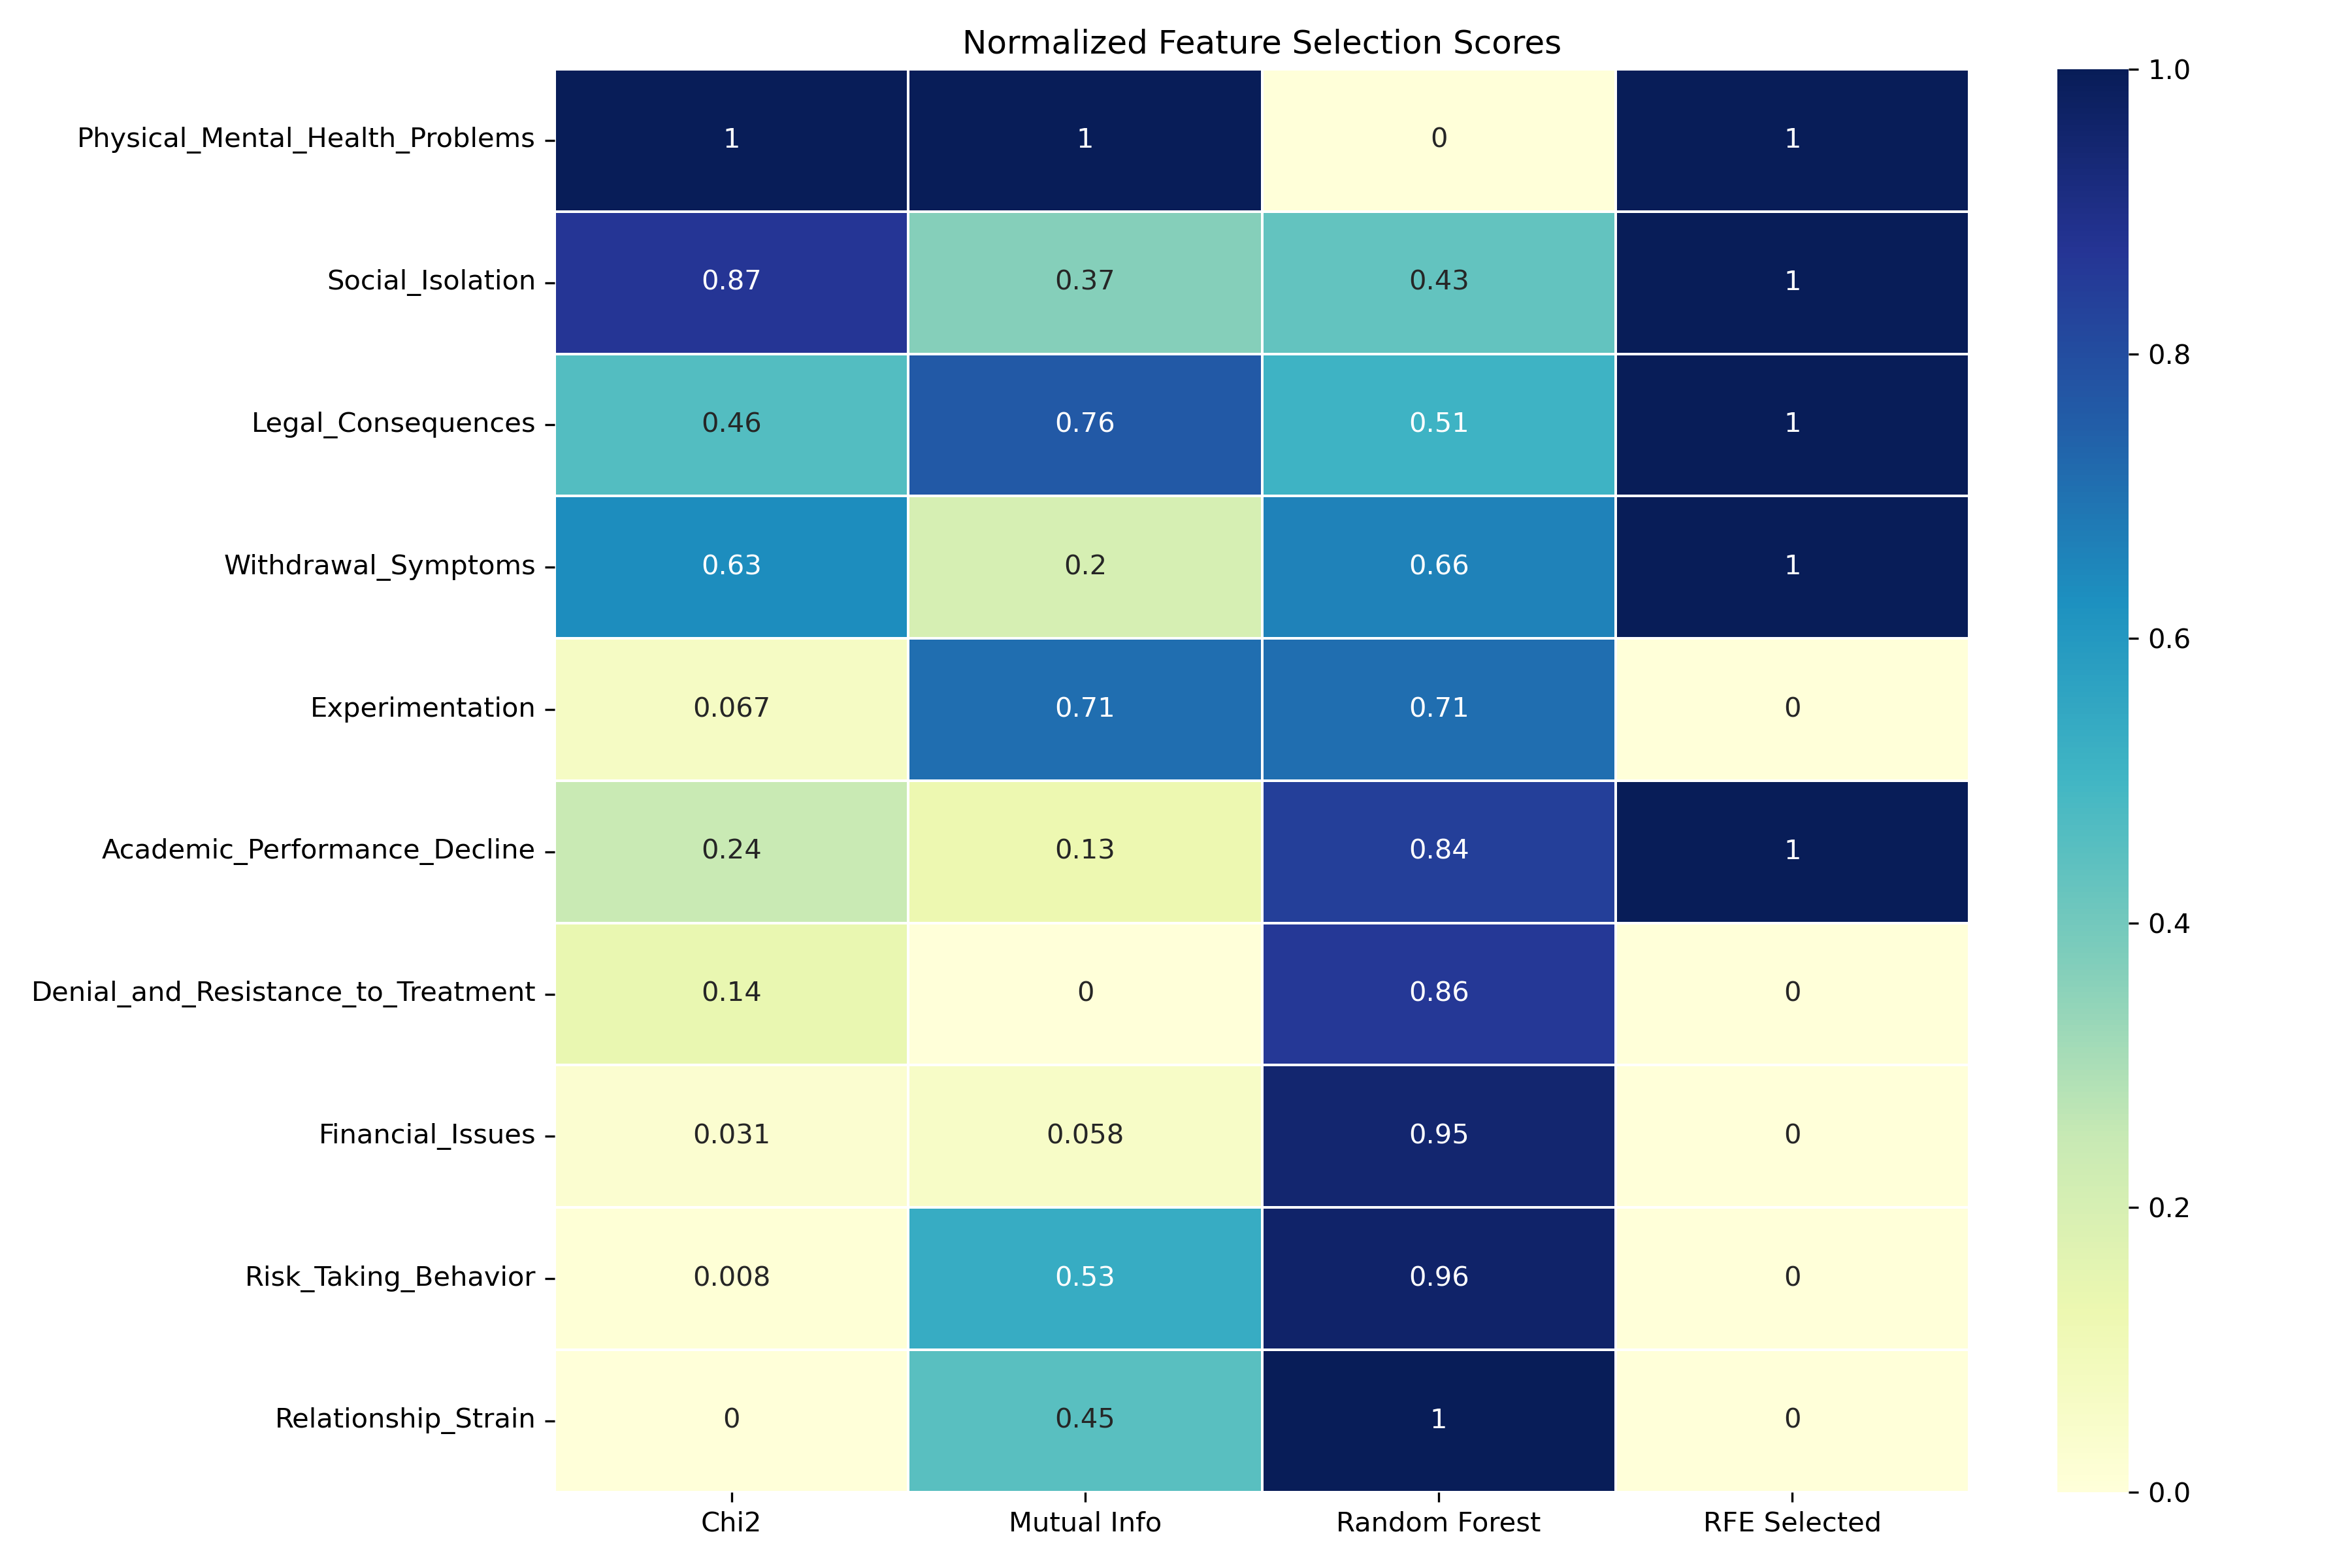 Normalized Feature Selection Scores
Physical_Mental_Health_Problems 1 1 0 1
Social_Isolation 0.87 0.37 0.43 1
Legal_Consequences 0.46 0.76 0.51 1
Withdrawal_Symptoms 0.63 0.2 0.66 1
Experimentation 0.067 0.71 0.71 0
Academic_Performance_Decline 0.24 0.13 0.84 1
Denial_and_Resistance_to_Treatment 0.14 0 0.86 0
Financial_Issues 0.031 0.058 0.95 0
Risk_Taking_Behavior 0.008 0.53 0.96 0
Relationship_Strain 0 0.45 1 0
Chi2 Mutual Info Random Forest RFE Selected
1.0
0.8
0.6
0.4
0.2
0.0